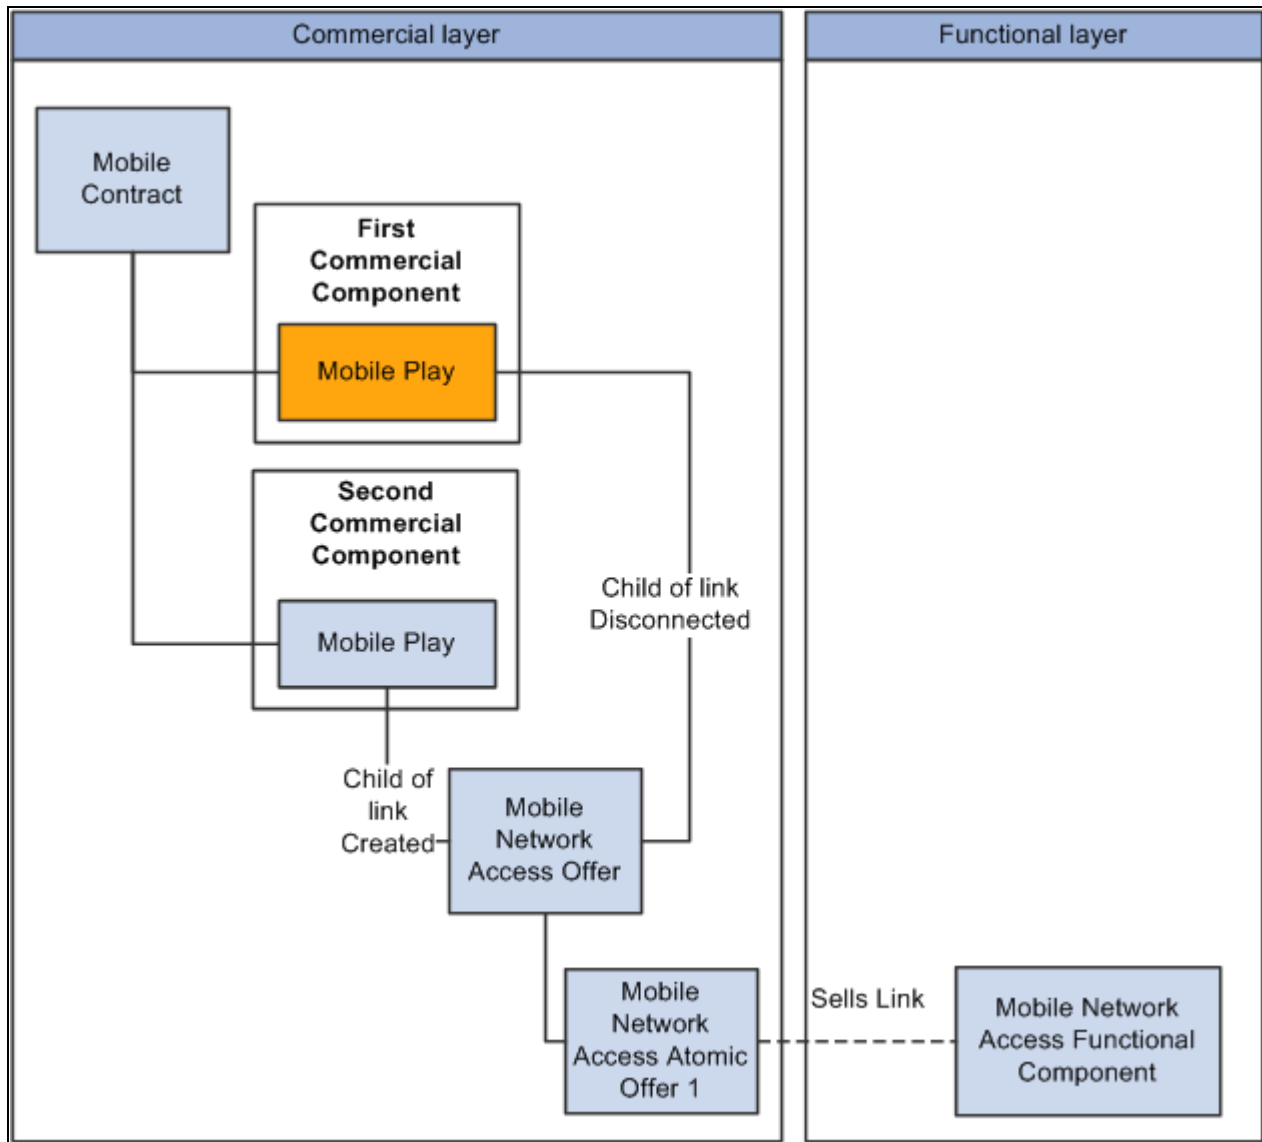 Commercial layer
Functional layer
Mobile
Contract
First
Commercial
Component
Mobile Play
Second
Commercial
Component
Mobile Play
Child of link
Disconnected
Child of
link
Created
Mobile
Network
Access Offer
Mobile
Network
Access Atomic
Offer 1
Sells Link
Mobile Network
Access Functional
Component